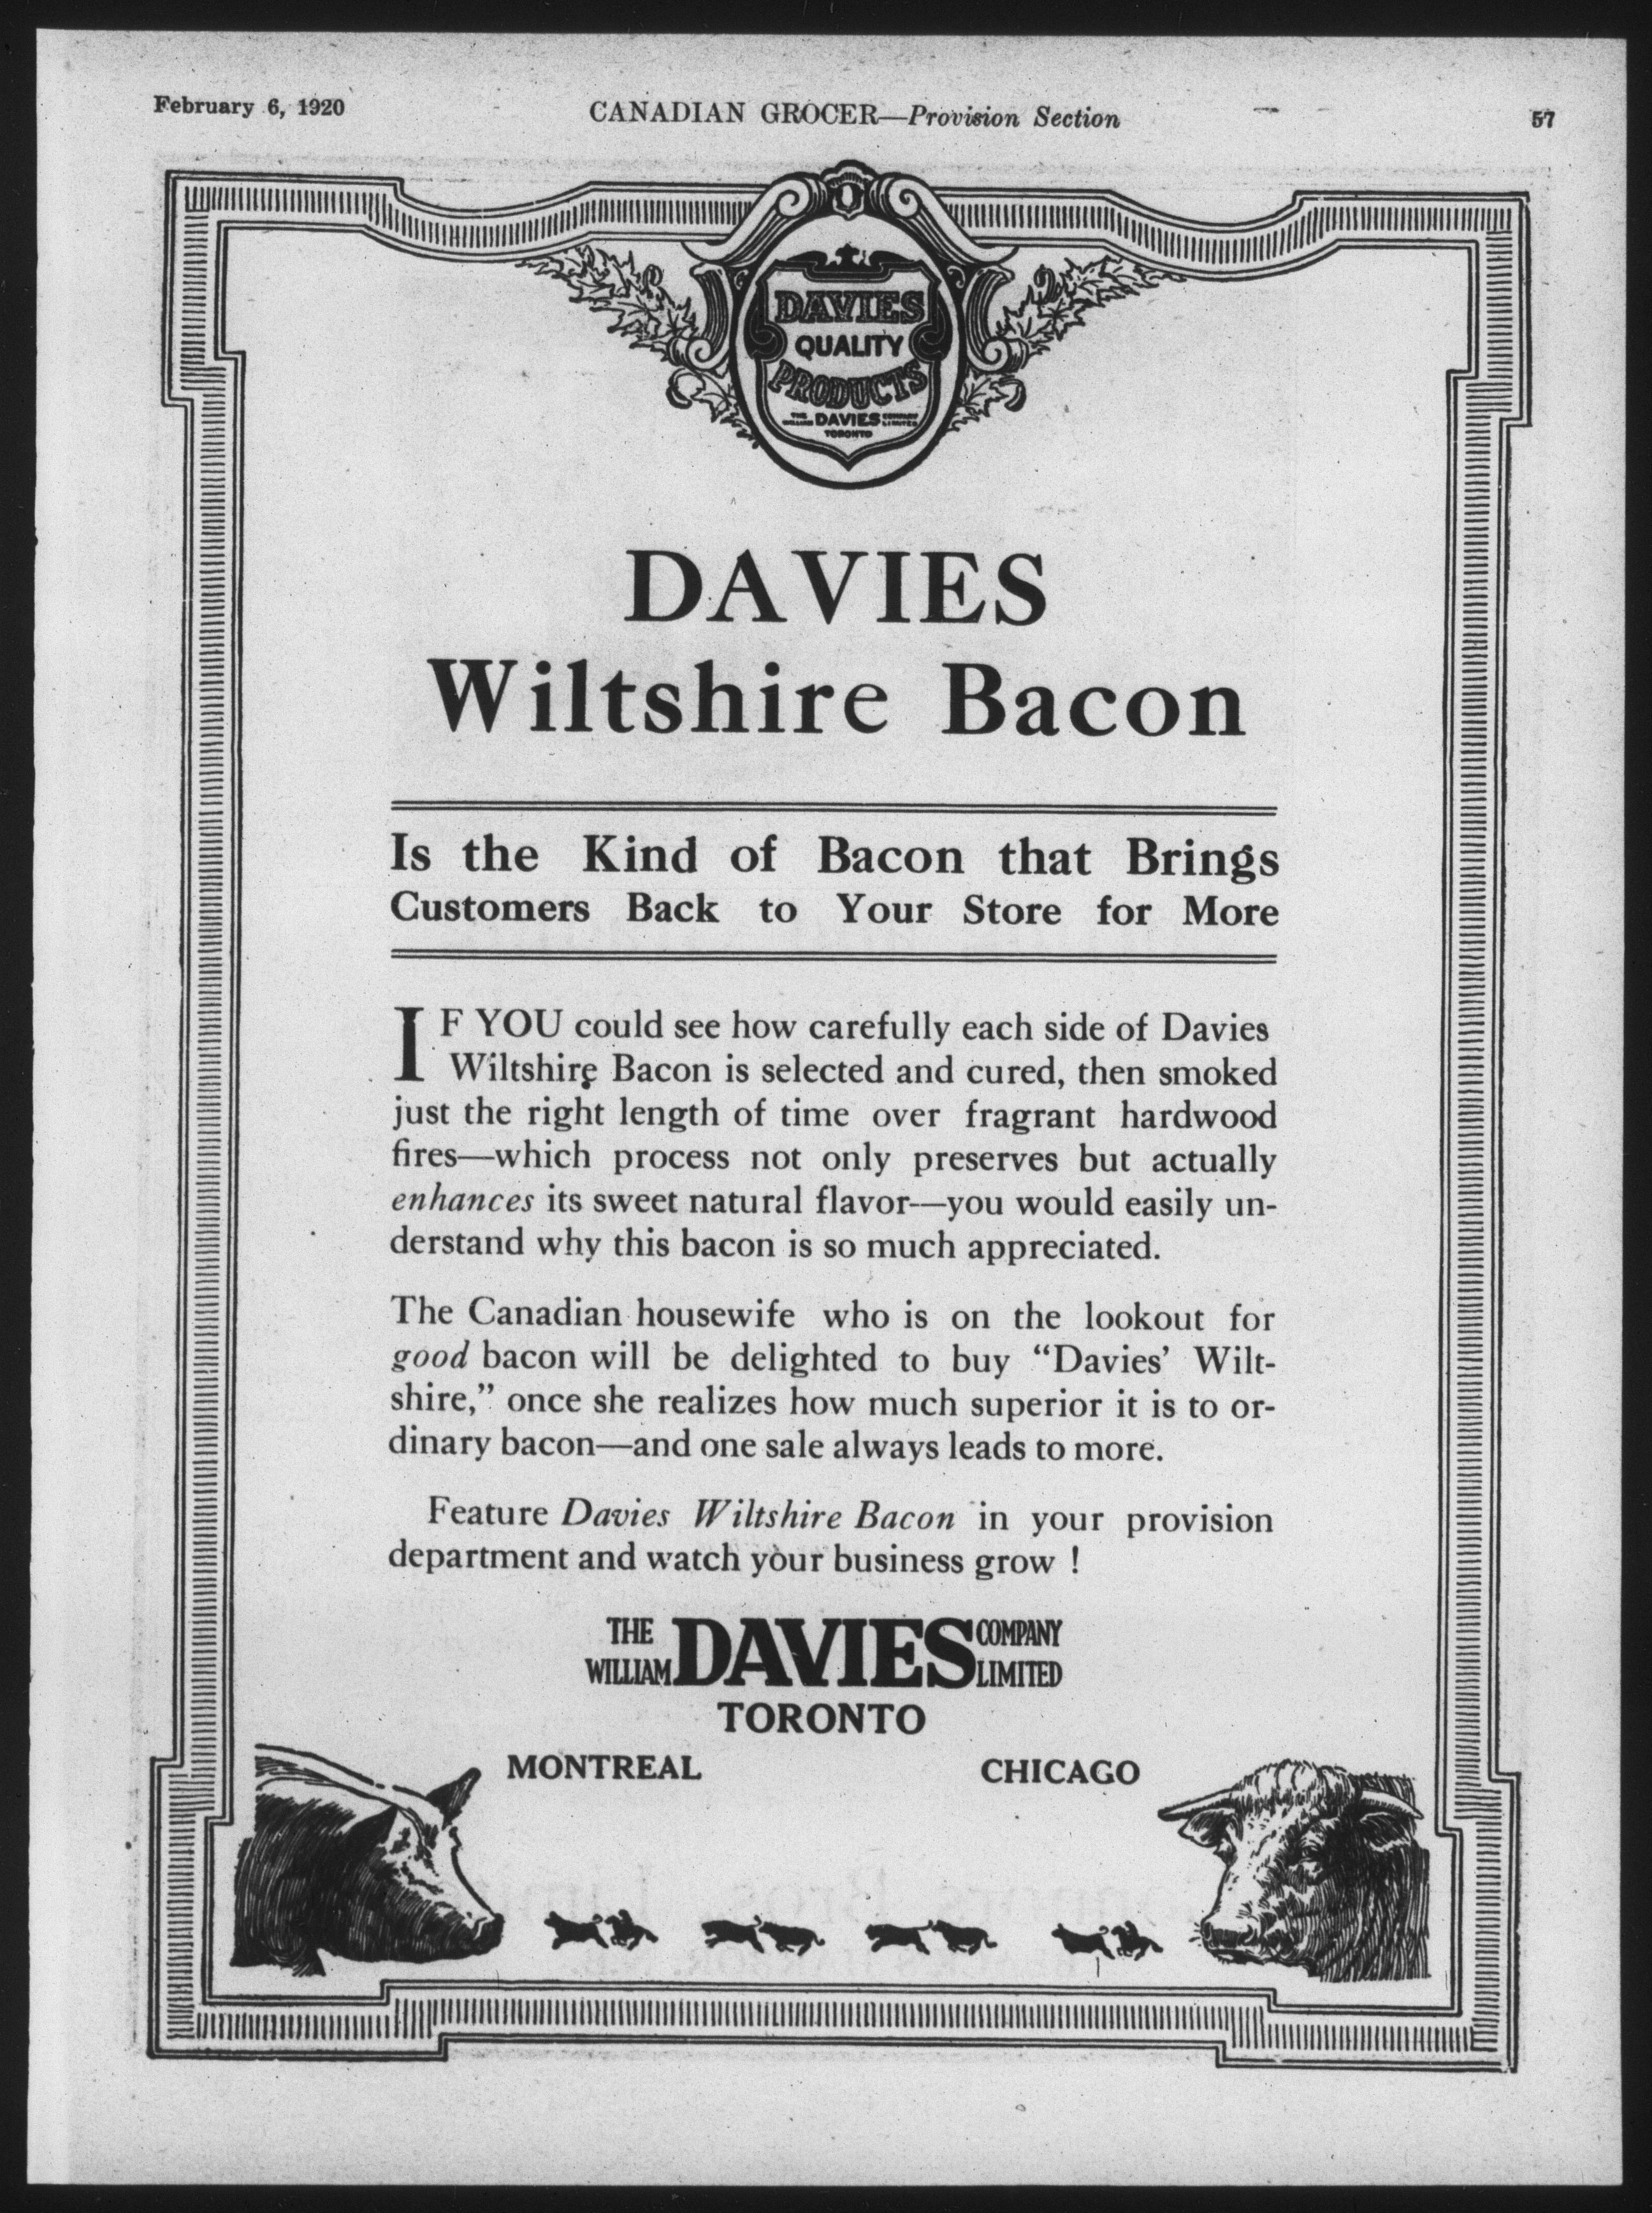 February 6, 1920
CANADIAN GROCER—Provision Section
57
DAVIES
QUALITY
PRODUCTS
THE WILLIAM DAVIES COMPANY LIMITED
TORONTO
DAVIES
Wiltshire Bacon
Is the Kind of Bacon that Brings
Customers Back to Your Store for More
IF YOU could see how carefully each side of Davies
Wiltshire Bacon is selected and cured, then smoked
just the right length of time over fragrant hardwood
fires—which process not only preserves but actually
enhances its sweet natural flavor—you would easily un-
derstand why this bacon is so much appreciated.
The Canadian housewife who is on the lookout for
good bacon will be delighted to buy “Davies’ Wilt-
shire,” once she realizes how much superior it is to or-
dinary bacon—and one sale always leads to more.
Feature Davies Wiltshire Bacon in your provision
department and watch your business grow !
THE WILLIAM DAVIES COMPANY LIMITED
TORONTO
MONTREAL
CHICAGO